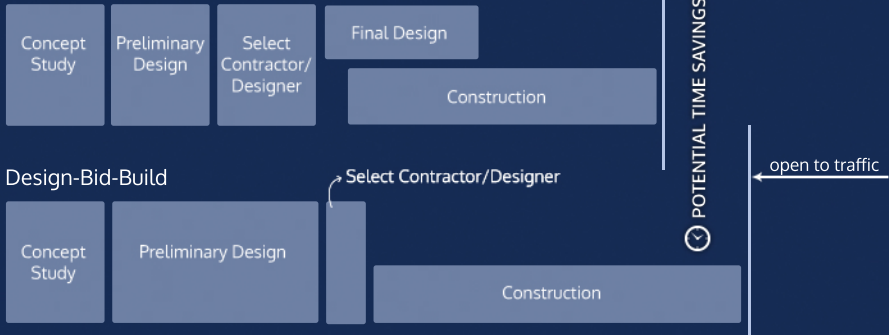 Concept
Study
Preliminary
Design
Select
Contractor/
Designer
Final Design
Construction
POTENTIAL TIME SAVINGS
open to traffic
Design-Bid-Build
Select Contractor/Designer
Concept
Study
Preliminary Design
Construction